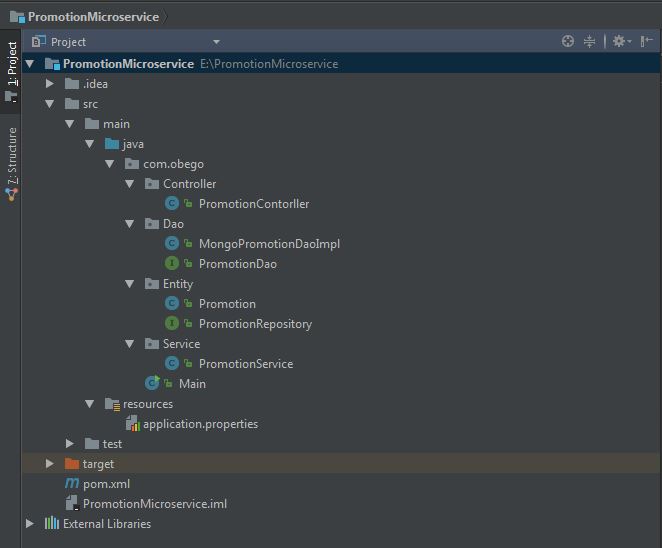 PromotionMicroservice
Project
1: Project
7: Structure
PromotionMicroservice E:\PromotionMicroservice
.idea
src
main
java
com.obego
Controller
PromotionContorller
Dao
MongoPromotionDaoImpl
PromotionDao
Entity
Promotion
PromotionRepository
Service
PromotionService
Main
resources
application.properties
test
target
pom.xml
PromotionMicroservice.iml
External Libraries